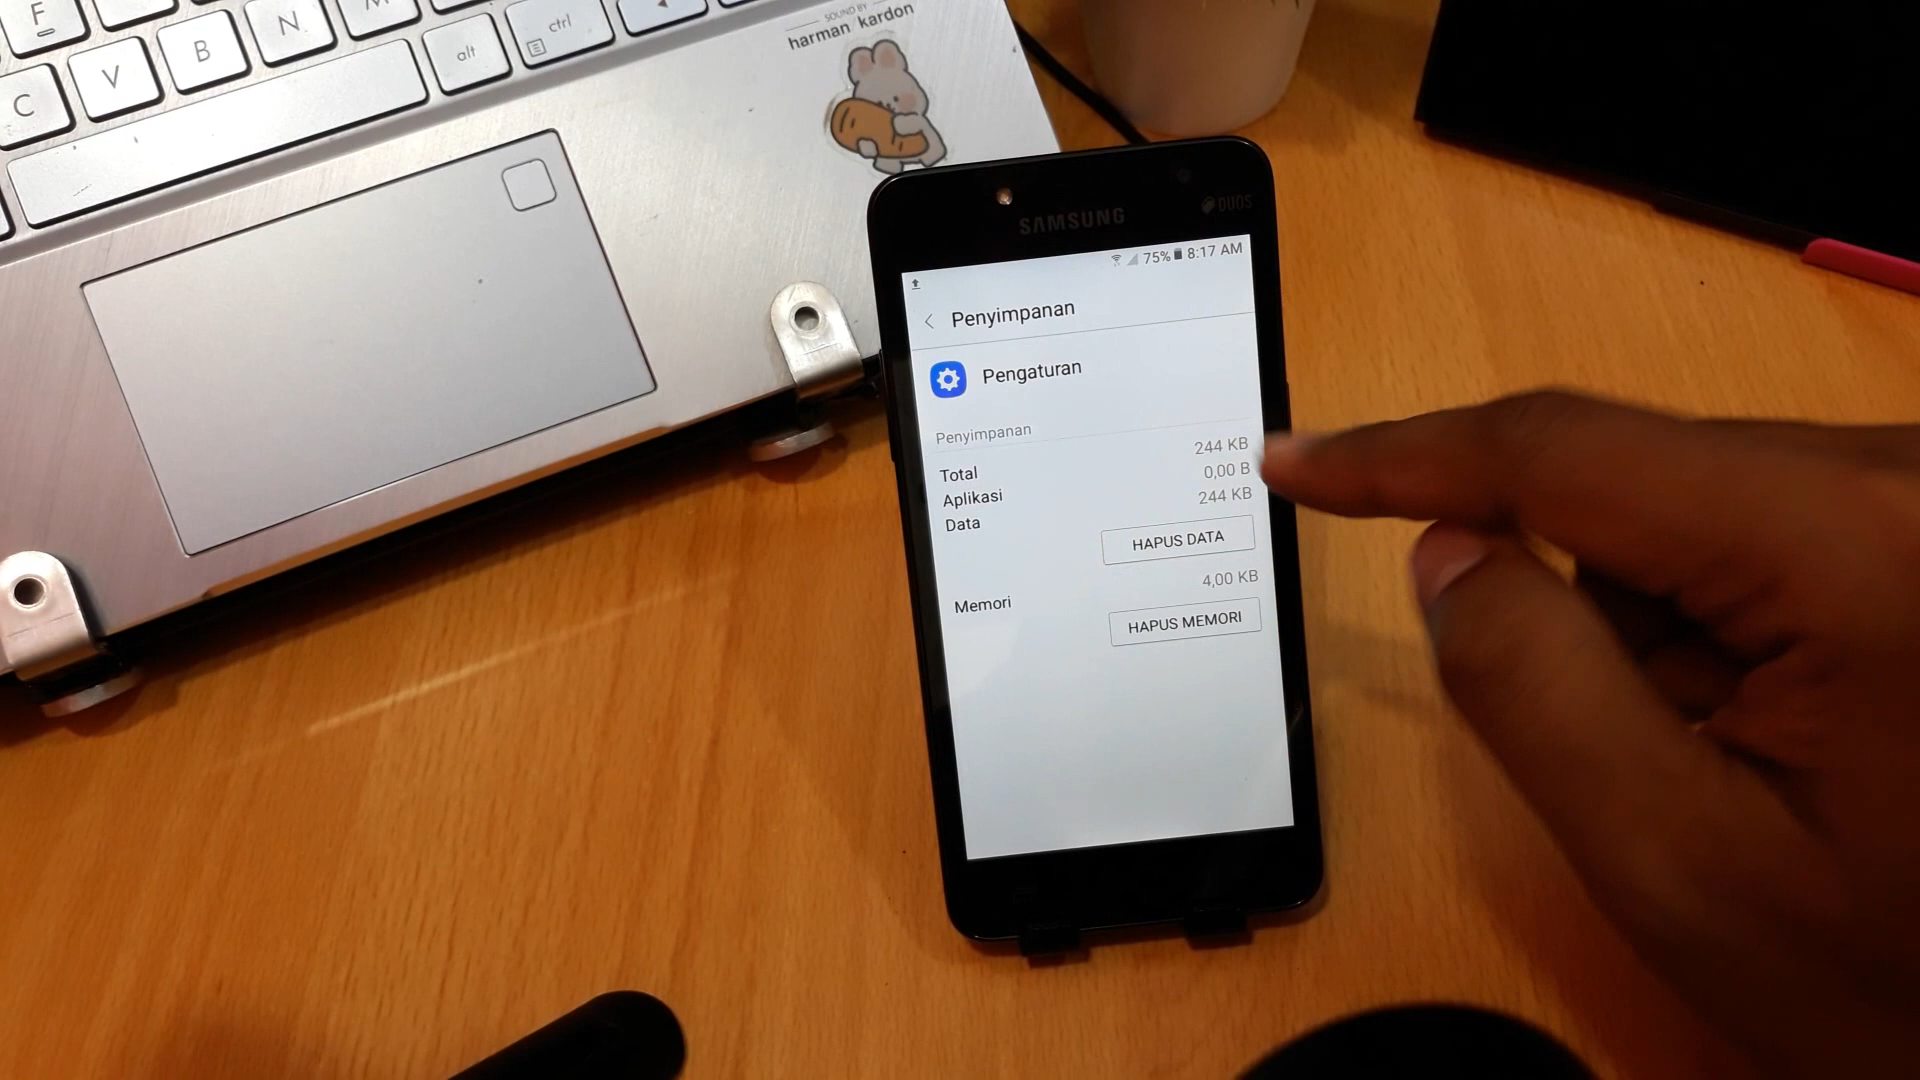 F
C
V
B
N
M
alt
ctrl
SOUND BY
harman / kardon
SAMSUNG
DUOS
75% 8:17 AM
Penyimpanan
Pengaturan
Penyimpanan
Total 244 KB
Aplikasi 0,00 B
Data 244 KB
HAPUS DATA
Memori 4,00 KB
HAPUS MEMORI